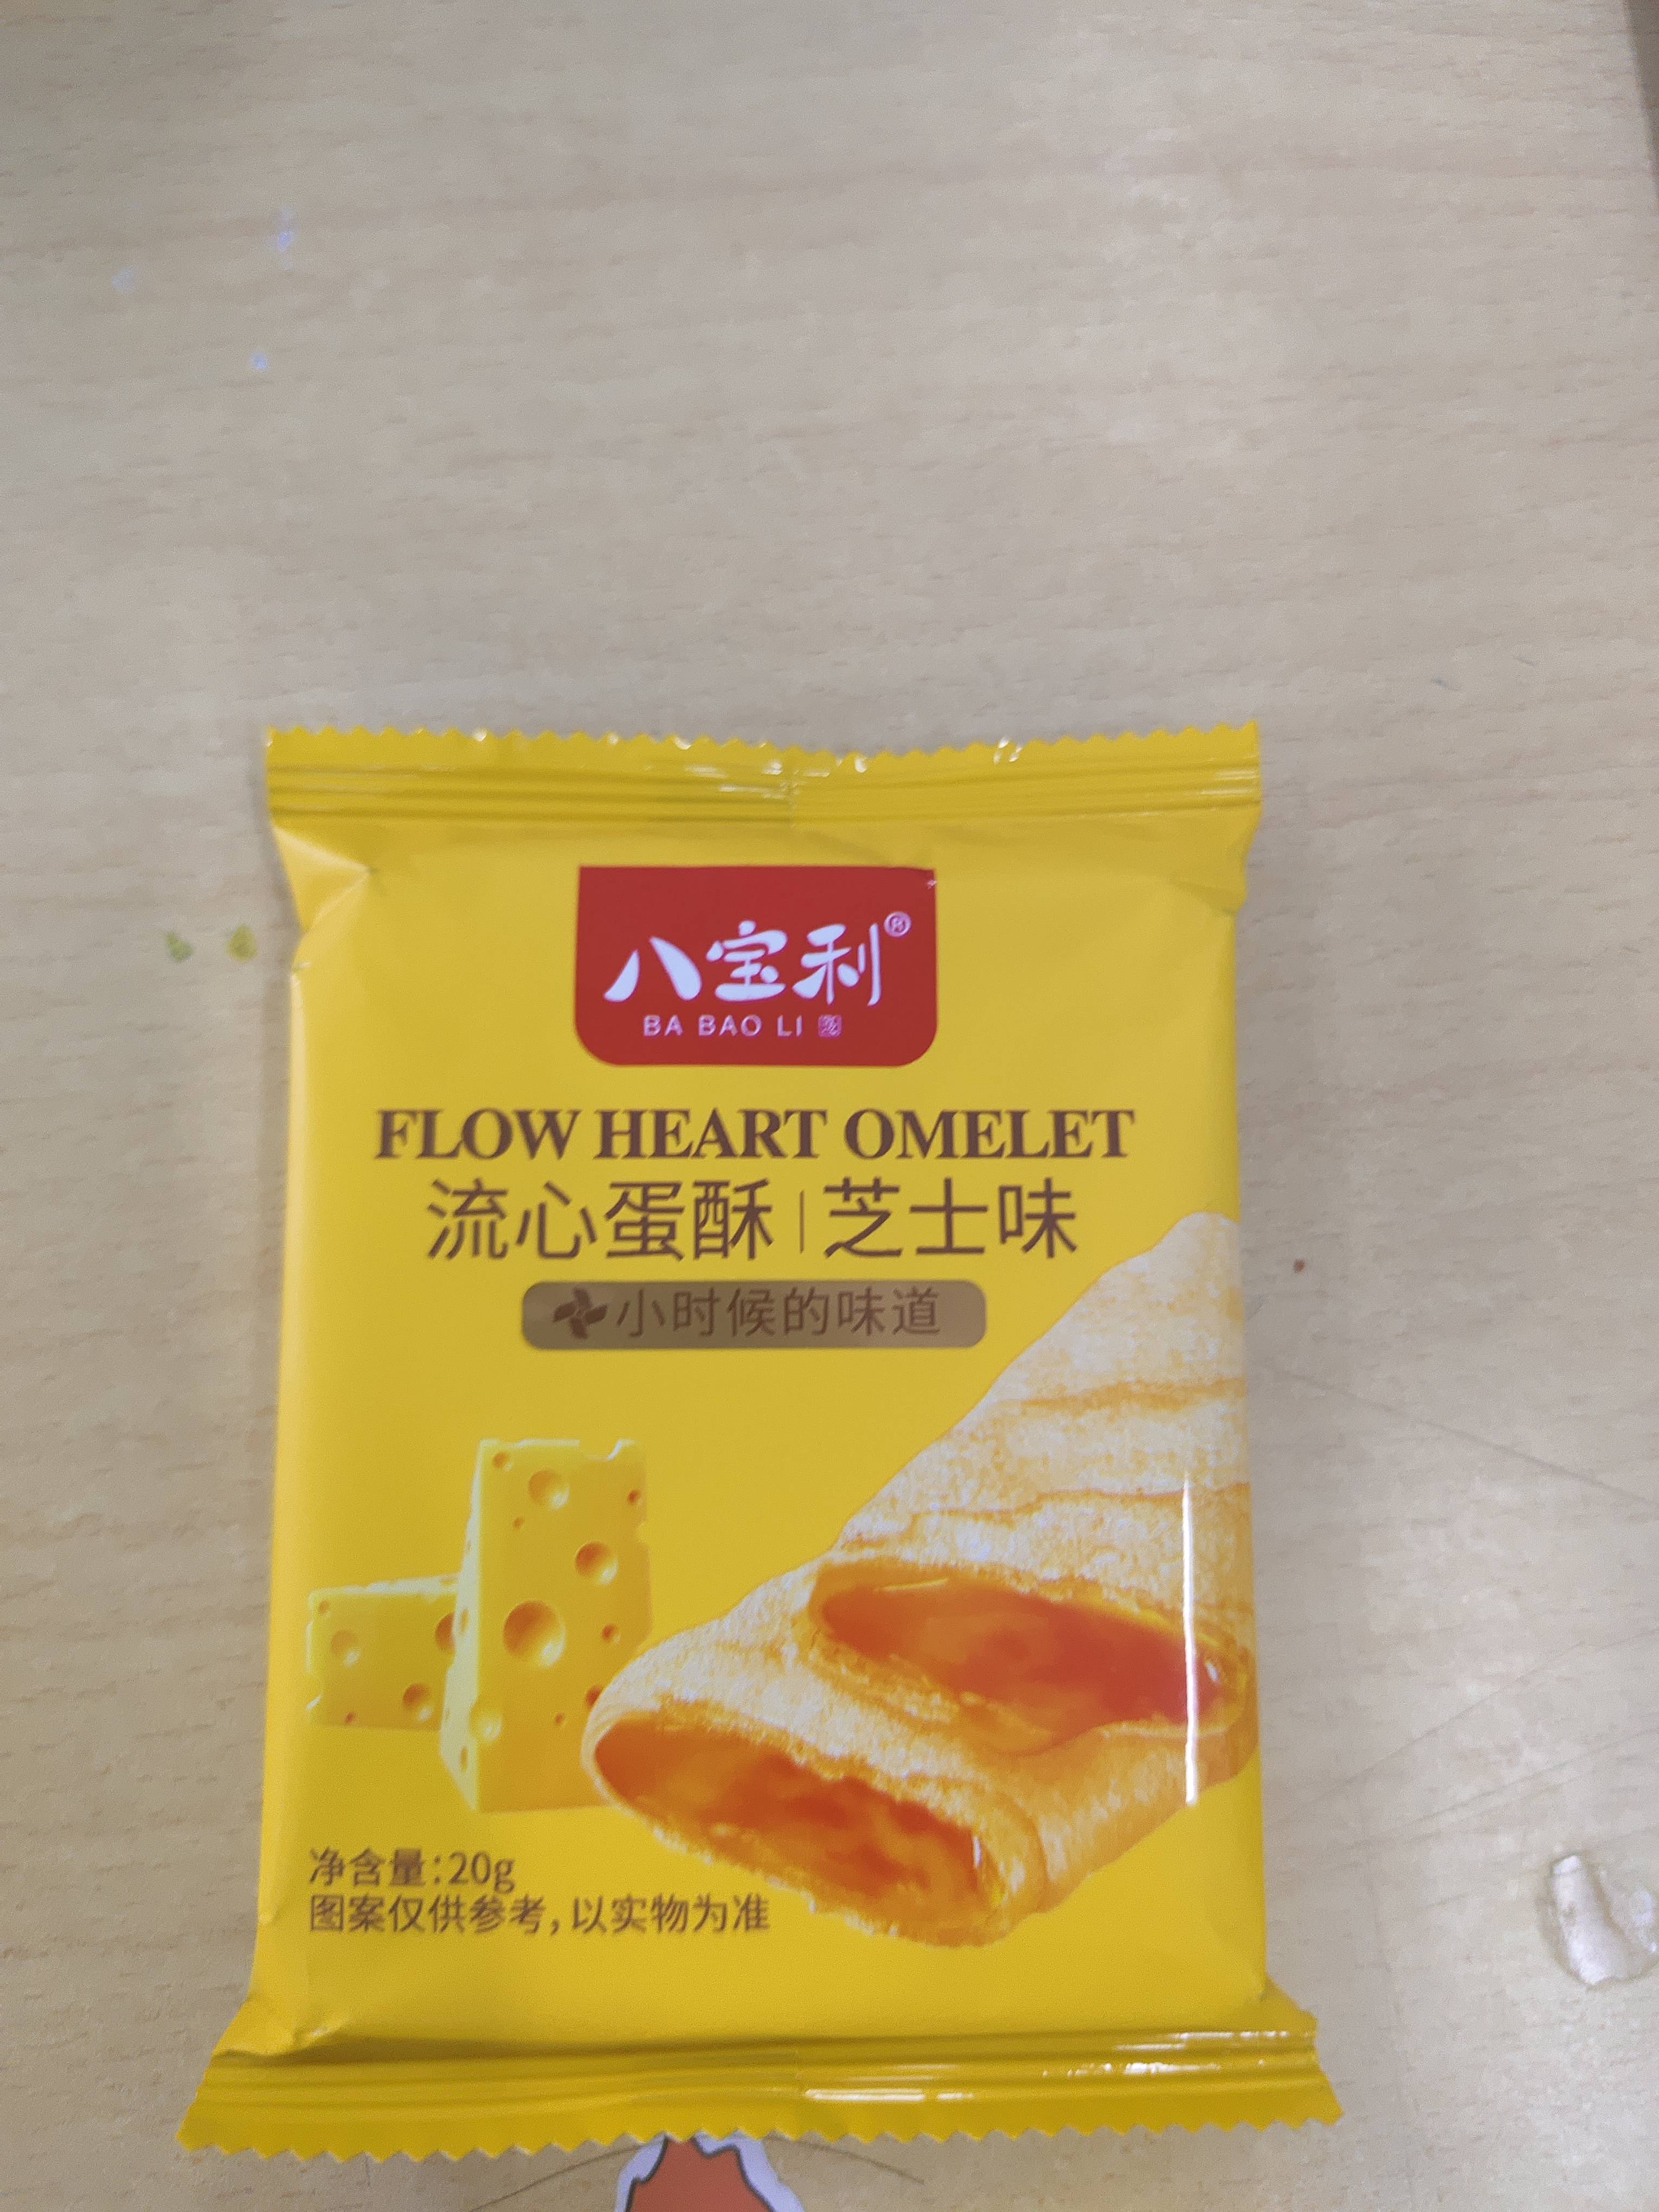 八宝利®
BA BAO LI
FLOW HEART OMELET
流心蛋酥|芝士味
小时候的味道
净含量:20g
图案仅供参考,以实物为准